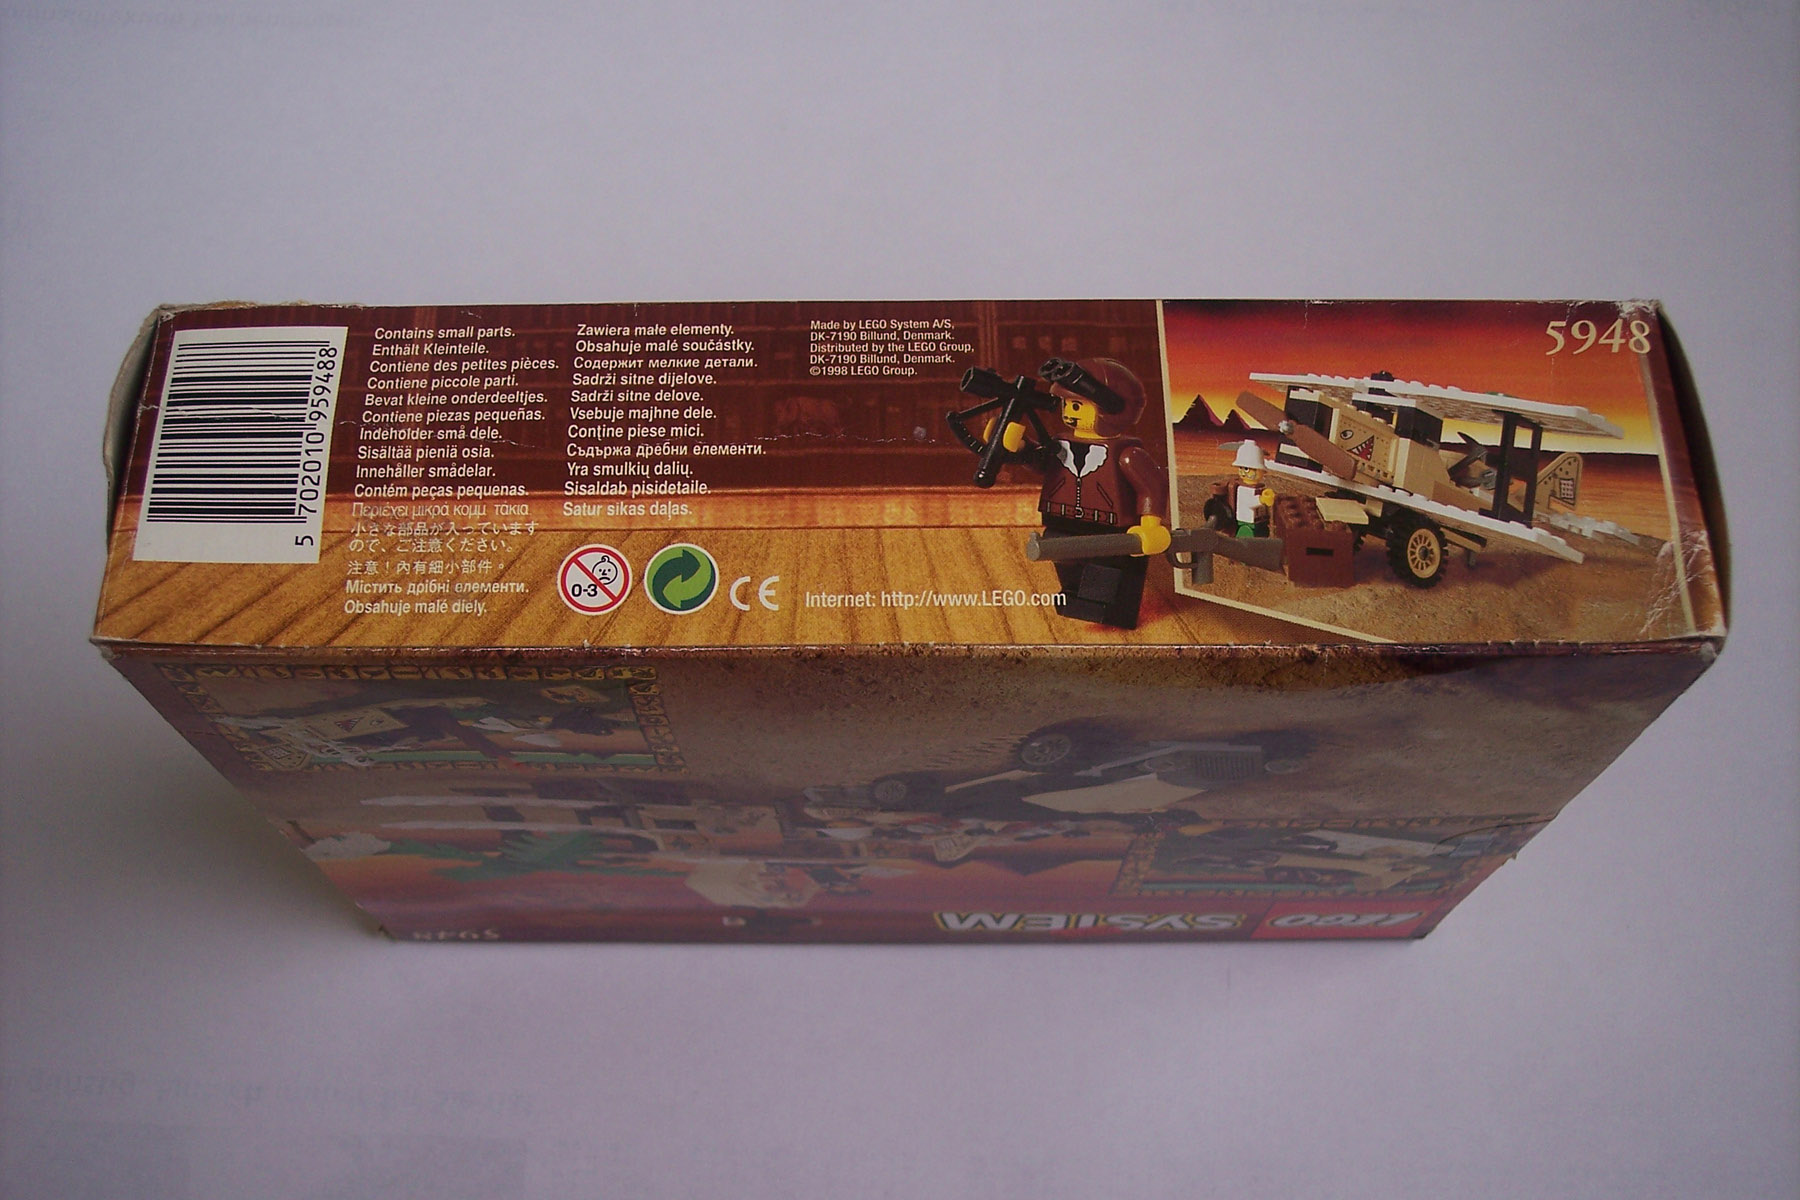 5 702010 959488
Contains small parts.
Enthält Kleinteile.
Contient des petites pièces.
Contiene piccole parti.
Bevat kleine onderdeeltjes.
Contiene piezas pequeñas.
Indeholder små dele.
Sisältää pieniä osia.
Innehåller smådelar.
Contém peças pequenas.
Περιέχει μικρά κομμ τάκια
小さな部品が入っています
ので、ご注意ください。
注意！內有細小部件。
Містить дрібні елементи.
Obsahuje malé diely.
Zawiera małe elementy.
Obsahuje malé součástky.
Содержит мелкие детали.
Sadrži sitne dijelove.
Sadrži sitne delove.
Vsebuje majhne dele.
Conţine piese mici.
Съдържа дребни елементи.
Yra smulkių dalių.
Sisaldab pisidetaile.
Satur sīkas daļas.
0-3
CE
Made by LEGO System A/S,
DK-7190 Billund, Denmark.
Distributed by the LEGO Group,
DK-7190 Billund, Denmark.
©1998 LEGO Group.
Internet: http://www.LEGO.com
5948
LEGO SYSTEM
5948